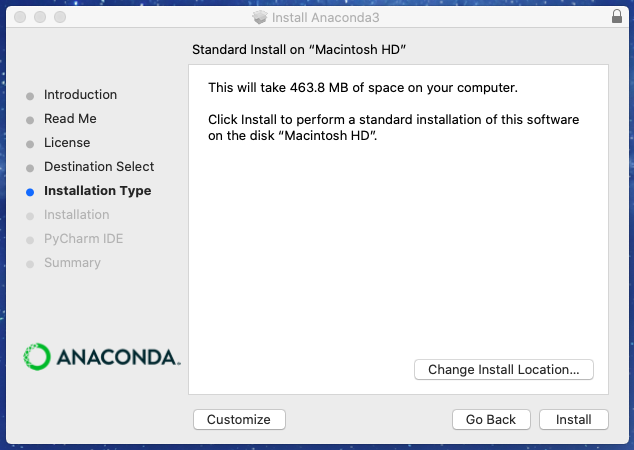 Install Anaconda3
Standard Install on “Macintosh HD”
Introduction
Read Me
License
Destination Select
Installation Type
Installation
PyCharm IDE
Summary
This will take 463.8 MB of space on your computer.
Click Install to perform a standard installation of this software
on the disk “Macintosh HD”.
ANACONDA.
Change Install Location...
Customize
Go Back
Install